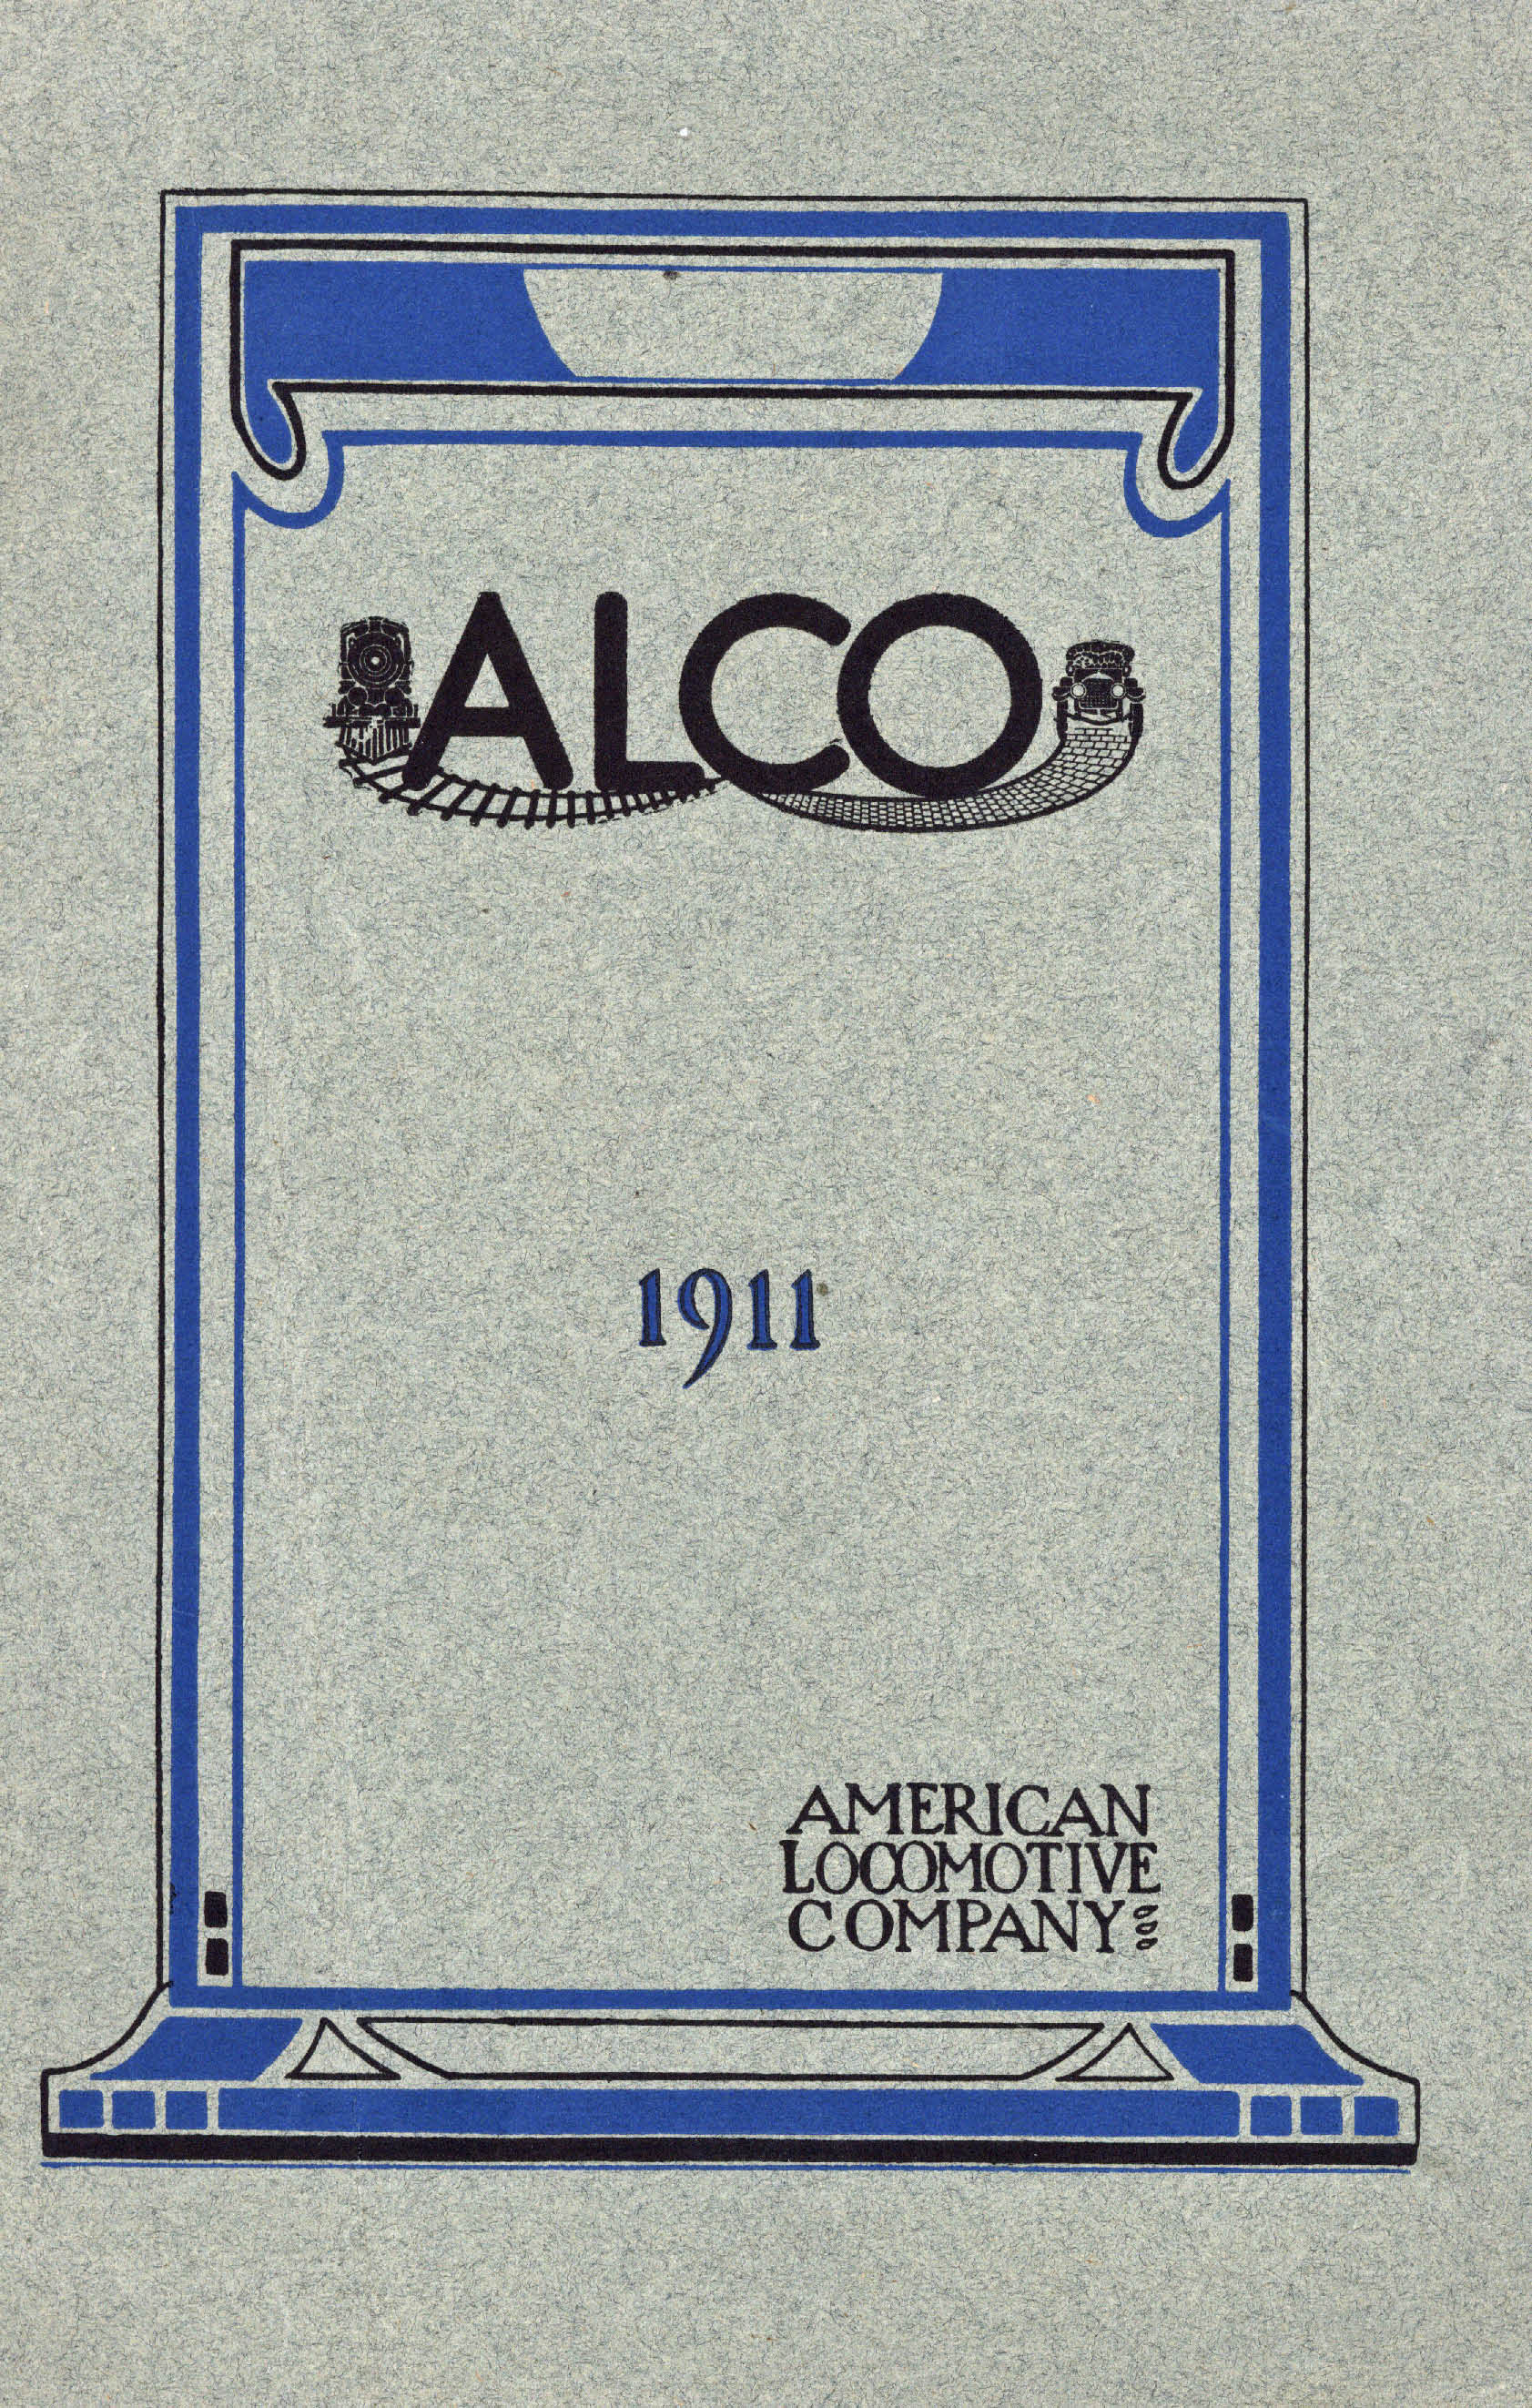 ALCO
1911
AMERICAN
LOCOMOTIVE
COMPANY